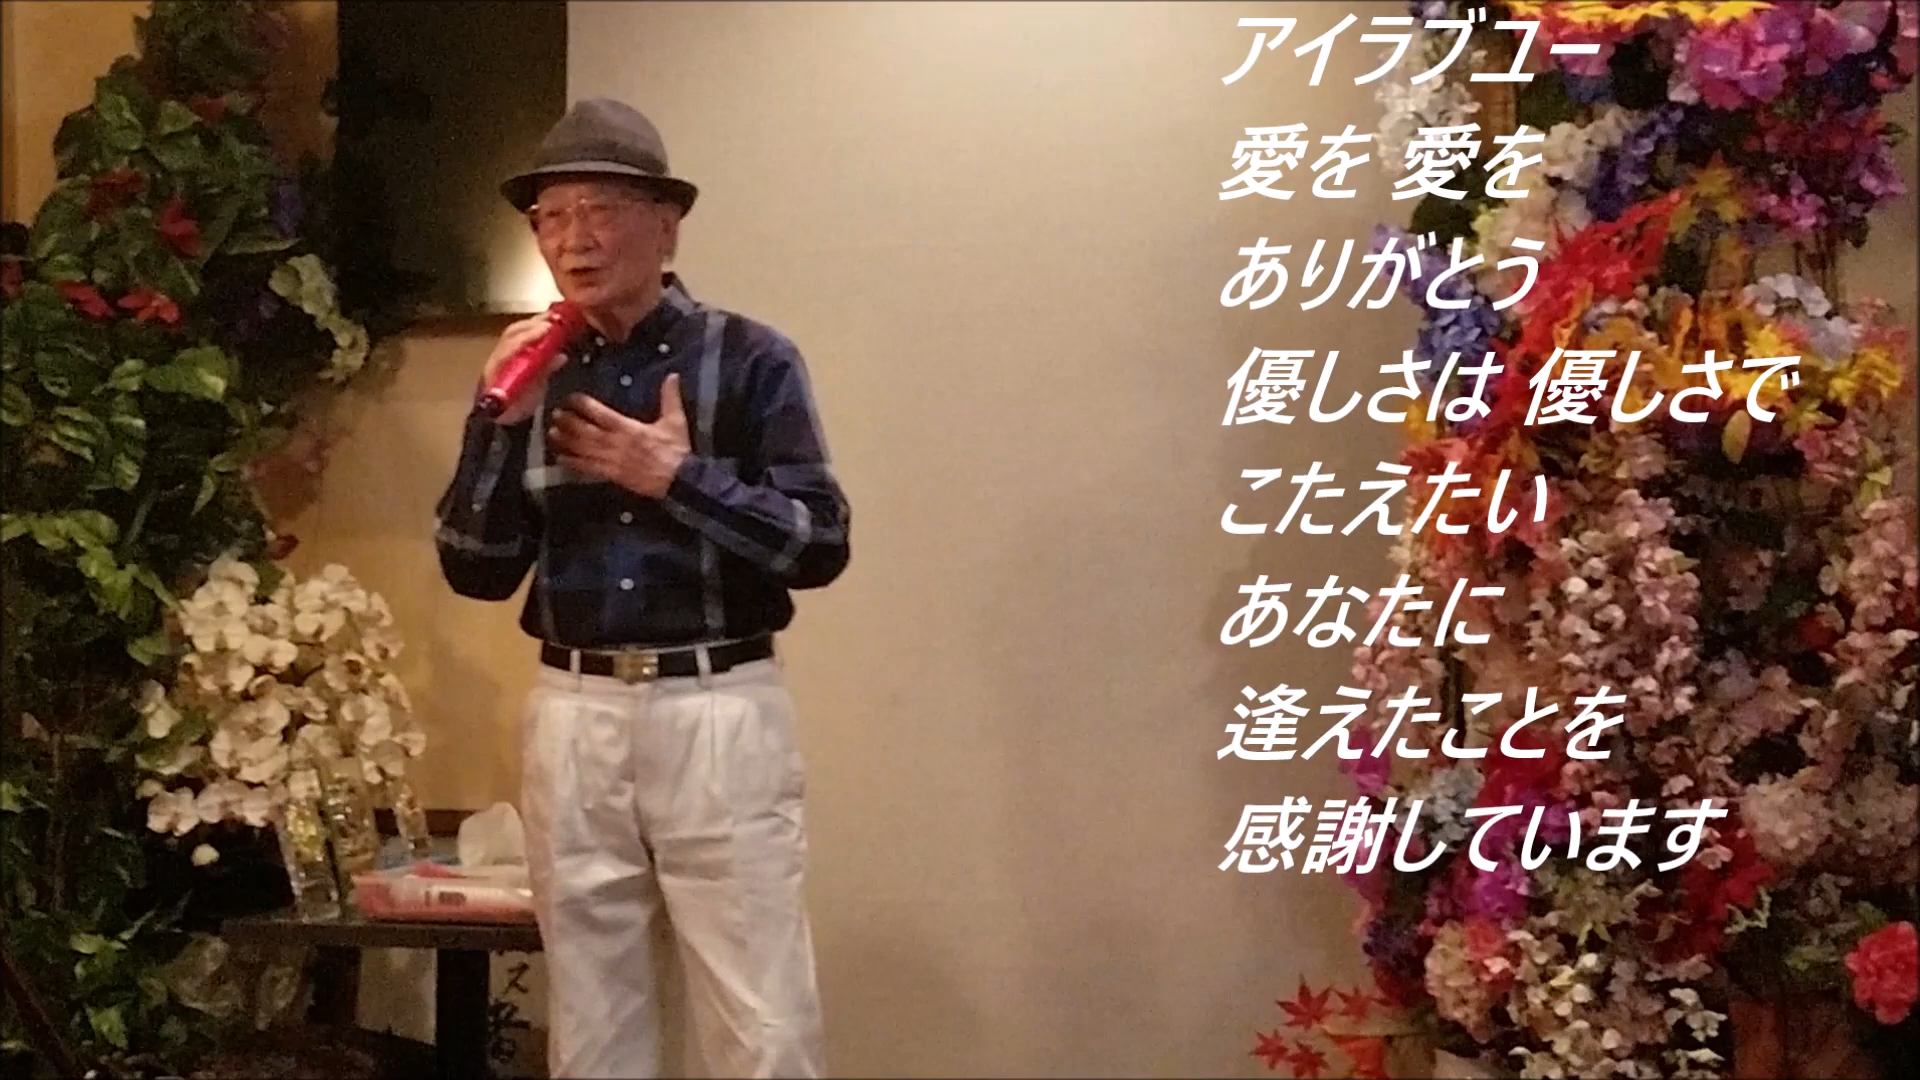 アイラブユー
愛を 愛を
ありがとう
優しさは 優しさで
こたえたい
あなたに
逢えたことを
感謝しています